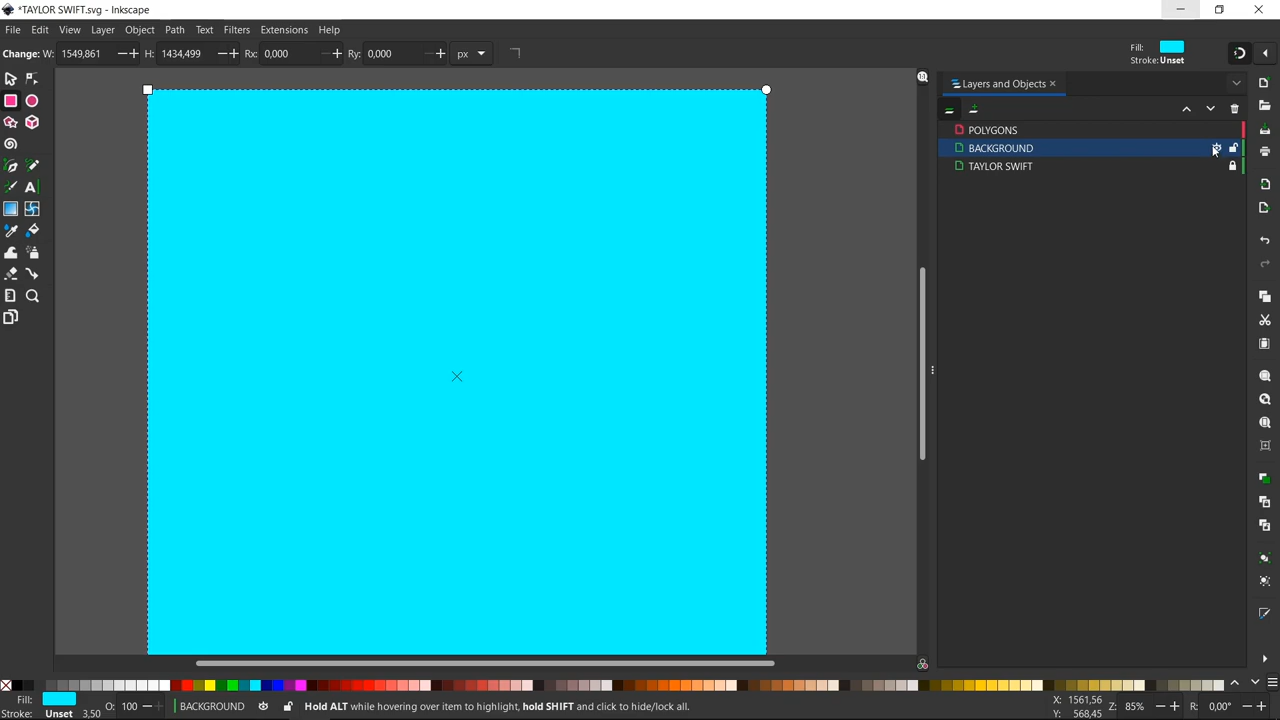 *TAYLOR SWIFT.svg - Inkscape
File Edit View Layer Object Path Text Filters Extensions Help
Change: W: 1549,861 H: 1434,499 Rx: 0,000 Ry: 0,000 px
Fill:
Stroke: Unset
Layers and Objects
POLYGONS
BACKGROUND
TAYLOR SWIFT
Fill: O: 100 BACKGROUND Hold ALT while hovering over item to highlight, hold SHIFT and click to hide/lock all. X: 1561,56 Z: 85% R: 0,00°
Stroke: Unset 3,50 Y: 568,45